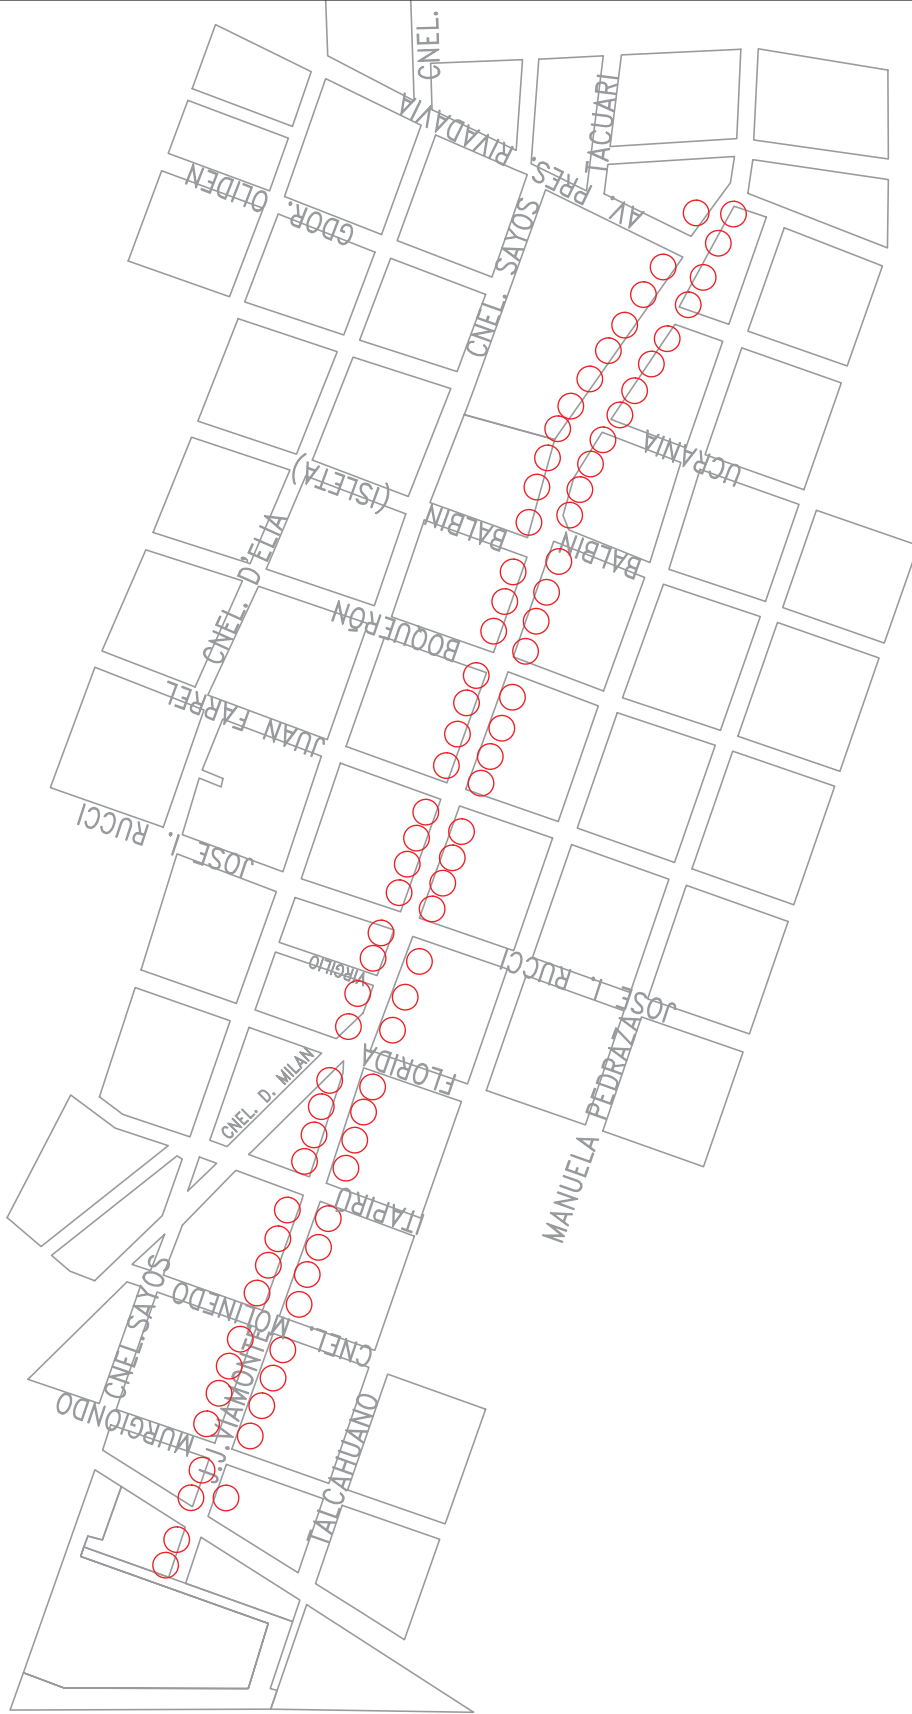 CNEL.
RIVADAVIA
TACUARI
AV. PRES.
GDOR. OLIDEN
CNEL. SAYOS
UCRANIA
(ISLETA)
BALBIN
BALBIN
CNEL. D'ELIA
BOQUERÓN
JUAN FARREL
JOSE I. RUCCI
VIRGILIO
JOSE I. RUCCI
FLORIDA
CNEL. D. MILAN
MANUELA PEDRAZA
ITAPIRU
CNEL. MOLINEDO
CNEL.SAYOS
J.J. VIAMONTE
MURGIONDO
TALCAHUANO